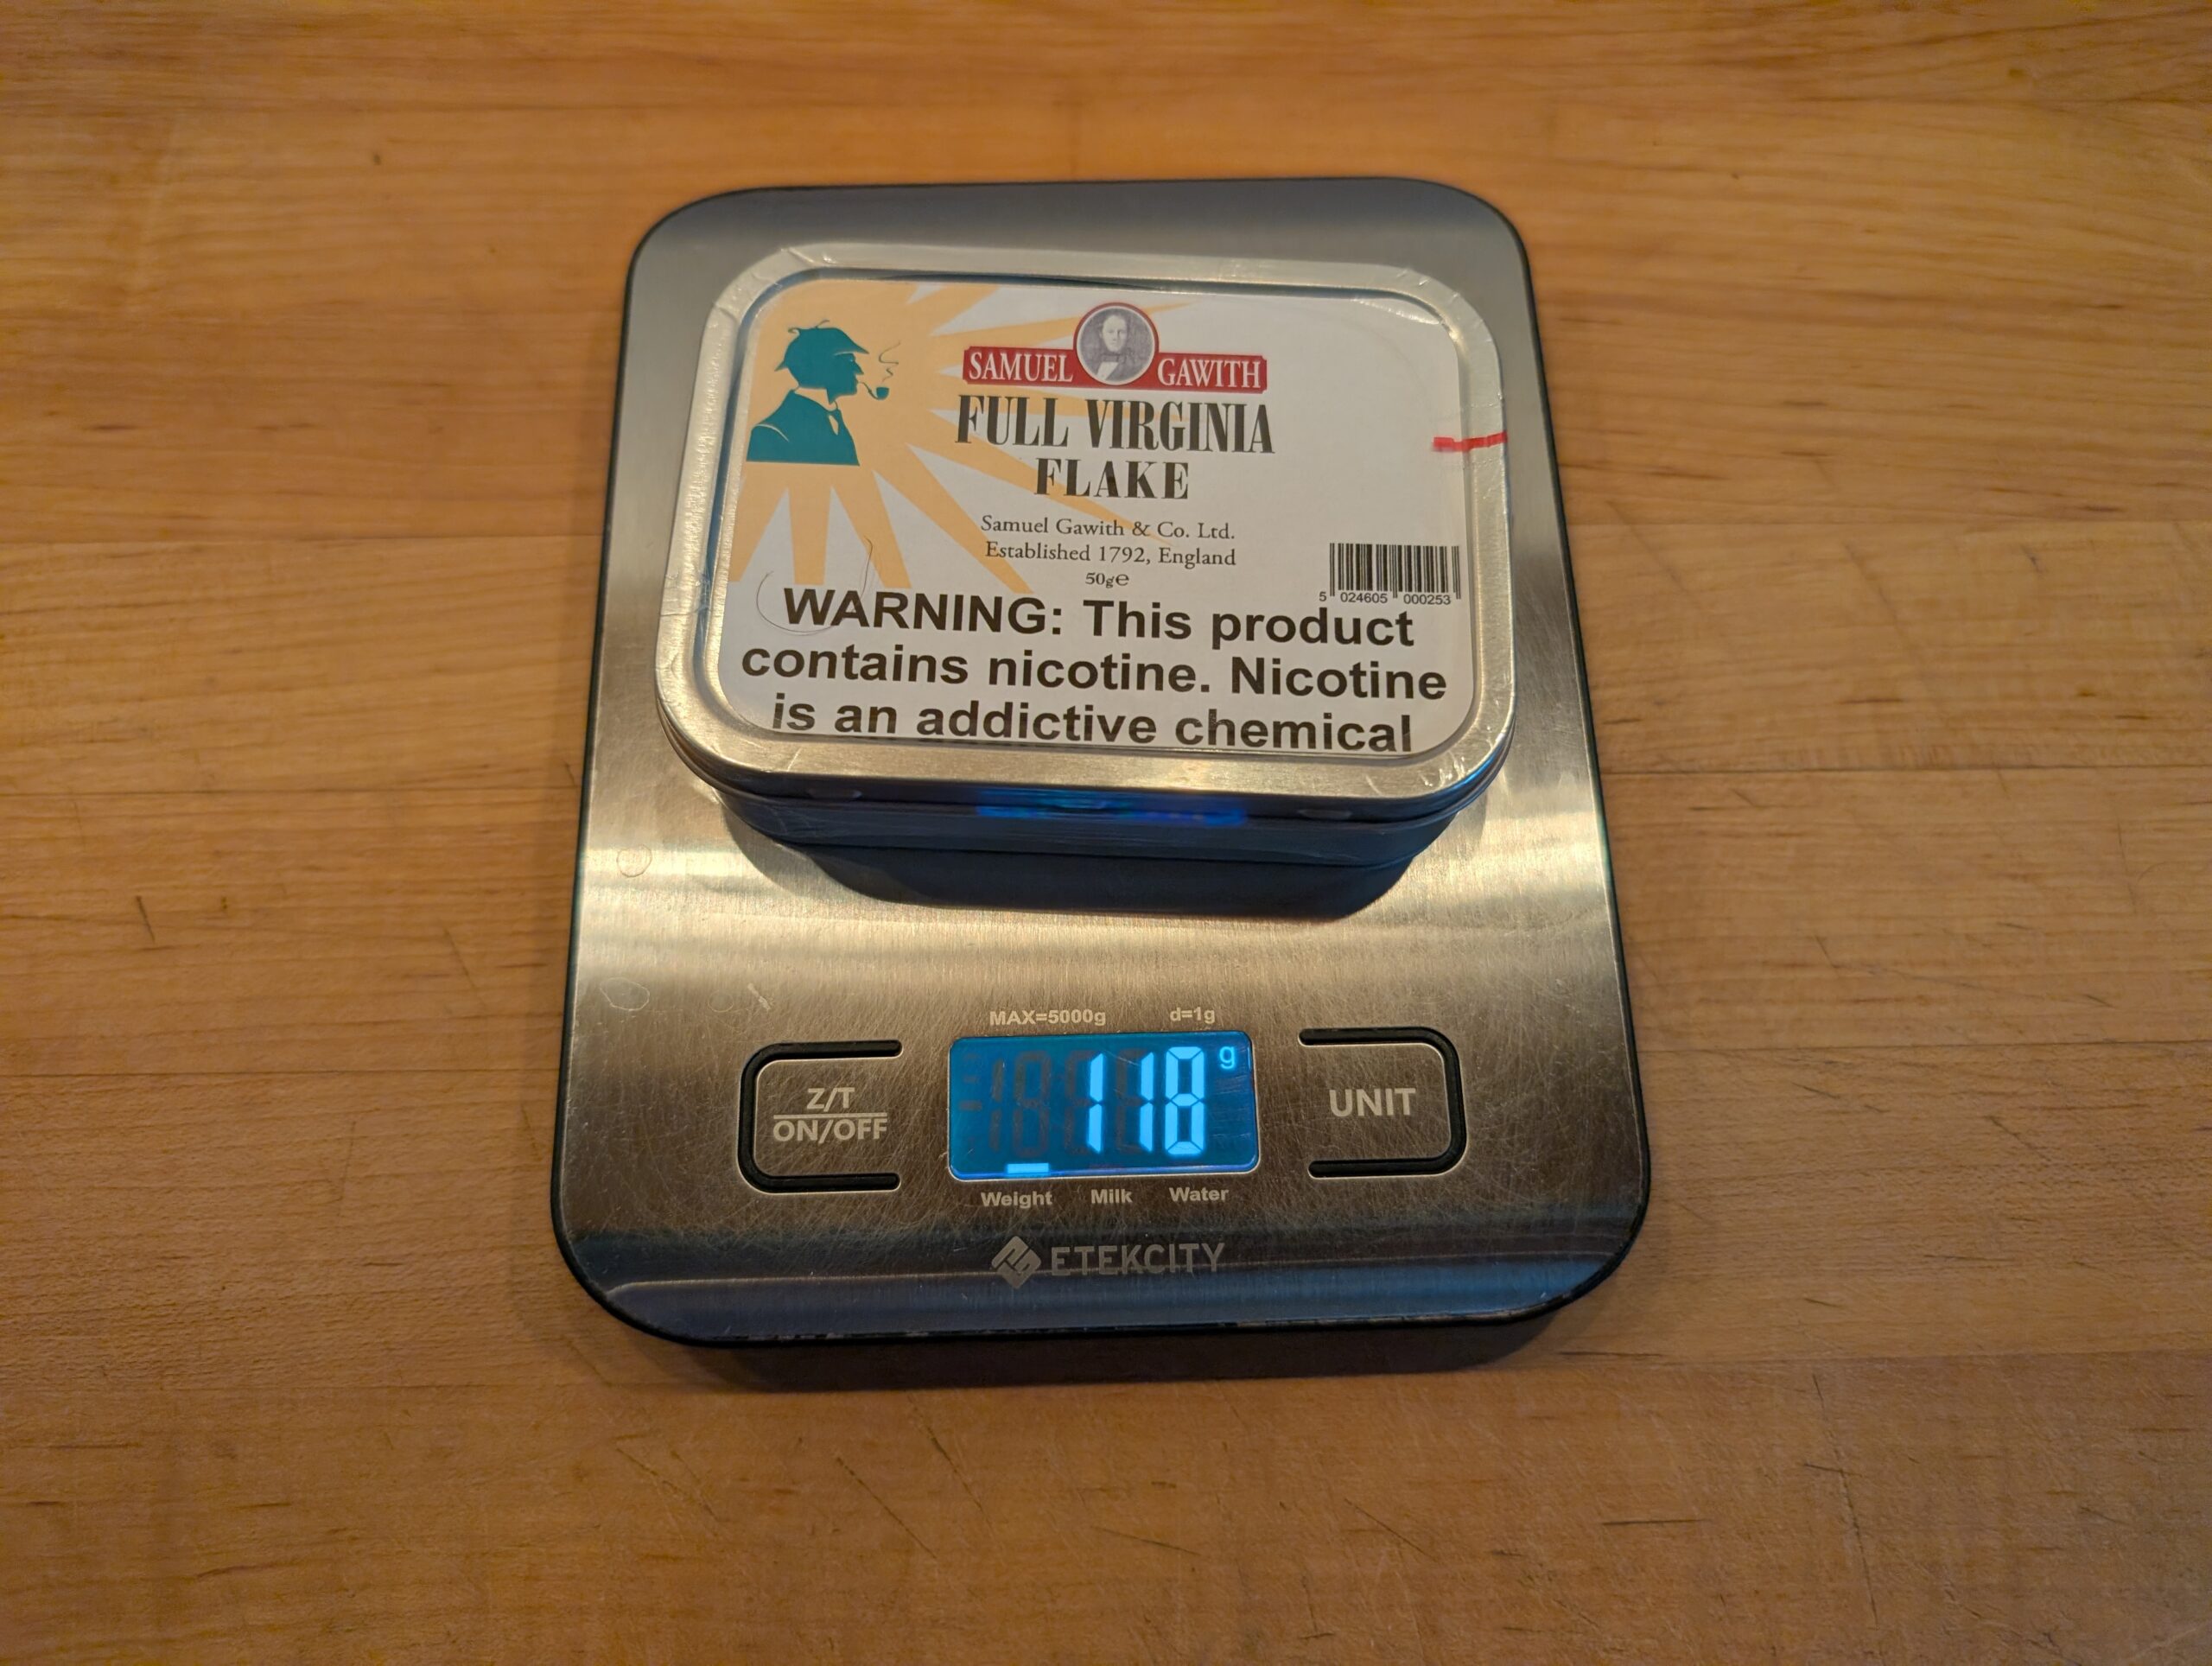 SAMUEL GAWITH
FULL VIRGINIA
FLAKE
Samuel Gawith & Co. Ltd.
Established 1792, England
50g℮
5 024605 000253
WARNING: This product
contains nicotine. Nicotine
is an addictive chemical
MAX=5000g d=1g
Z/T
ON/OFF
118 g
UNIT
Weight Milk Water
ETEKCITY